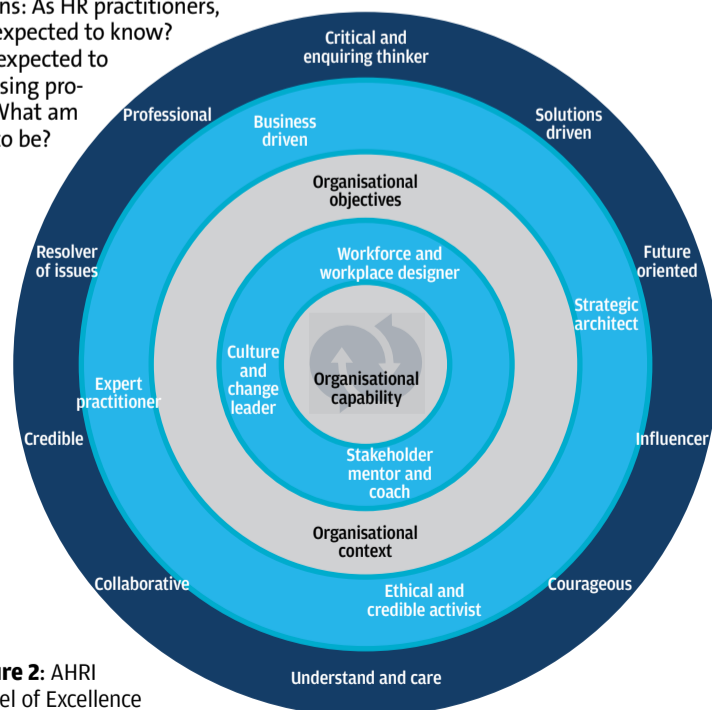 ns: As HR practitioners,
expected to know?
expected to
sing pro-
What am
to be?
Critical and
enquiring thinker
Professional
Solutions
driven
Business
driven
Organisational
objectives
Resolver
of issues
Workforce and
workplace designer
Future
oriented
Strategic
architect
Culture
and
change
leader
Organisational
capability
Expert
practitioner
Credible
Influencer
Stakeholder
mentor and
coach
Organisational
context
Collaborative
Ethical and
credible activist
Courageous
Understand and care
ure 2: AHRI
el of Excellence